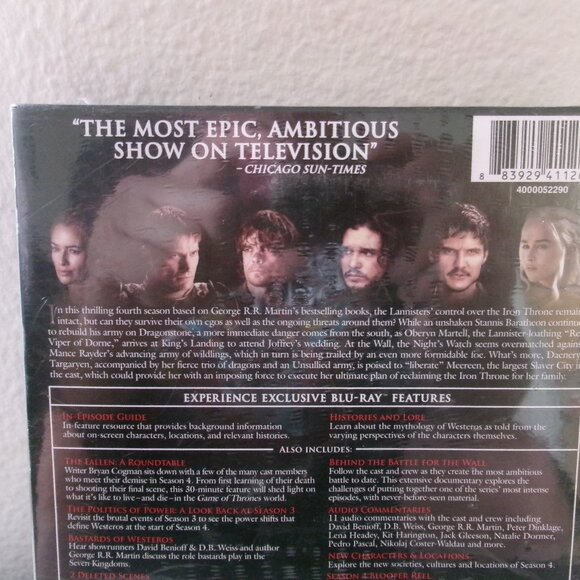 “THE MOST EPIC, AMBITIOUS
SHOW ON TELEVISION”
– CHICAGO SUN-TIMES
8 83929 41120
4000052290
In this thrilling fourth season based on George R.R. Martin's bestselling books, the Lannisters' control over the Iron Throne
intact, but can they survive their own egos as well as the ongoing threats around them? While an unshaken Stannis Baratheon
to rebuild his army on Dragonstone, a more immediate danger comes from the south, as Oberyn Martell, the Lannister-loathing
Viper of Dorne,” arrives at King's Landing to attend Joffrey's wedding. At the Wall, the Night's Watch seems overmatched against
Mance Rayder's advancing army of wildlings, which in turn is being trailed by an even more formidable foe. What's more,
Targaryen, accompanied by her fierce trio of dragons and an Unsullied army, is poised to “liberate” Meereen, the largest Slaver City
the east, which could provide her with an imposing force to execute her ultimate plan of reclaiming the Iron Throne for her family.
EXPERIENCE EXCLUSIVE BLU-RAY™ FEATURES
IN-EPISODE GUIDE
In-feature resource that provides background information
about on-screen characters, locations, and relevant histories.
HISTORIES AND LORE
Learn about the mythology of Westeros as told from the
varying perspectives of the characters themselves.
ALSO INCLUDES:
THE FALLEN: A ROUNDTABLE
Writer Bryan Cogman sits down with a few of the many cast members
who meet their demise in Season 4. From first learning of their death
to shooting their final scene, this 30-minute feature will shed light on
what it's like to live—and die—in the Game of Thrones world.
THE POLITICS OF POWER: A LOOK BACK AT SEASON 3
Revisit the brutal events of Season 3 to see the power shifts that
define Westeros at the start of Season 4.
BASTARDS OF WESTEROS
Hear showrunners David Benioff & D.B. Weiss and author
George R.R. Martin discuss the role bastards play in the
Seven Kingdoms.
2 DELETED SCENES
BEHIND THE BATTLE FOR THE WALL
Follow the cast and crew as they create the most ambitious
battle to date. This extensive documentary explores the
challenges of putting together one of the series' most intense
episodes, with never-before-seen material
AUDIO COMMENTARIES
11 audio commentaries with the cast and crew including
David Benioff, D.B. Weiss, George R.R. Martin, Peter Dinklage,
Lena Headey, Kit Harington, Jack Gleeson, Natalie Dormer,
Pedro Pascal, Nikolaj Coster-Waldau and more.
NEW CHARACTERS & LOCATIONS
Explore the new societies, cultures and locations of Season 4.
SEASON 4 BLOOPER REEL